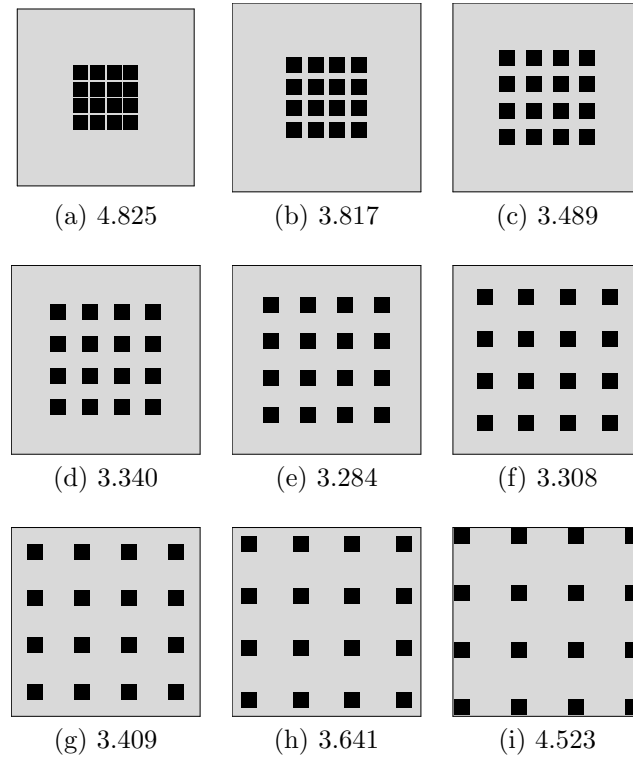 (a) 4.825 (b) 3.817 (c) 3.489
(d) 3.340 (e) 3.284 (f) 3.308
(g) 3.409 (h) 3.641 (i) 4.523